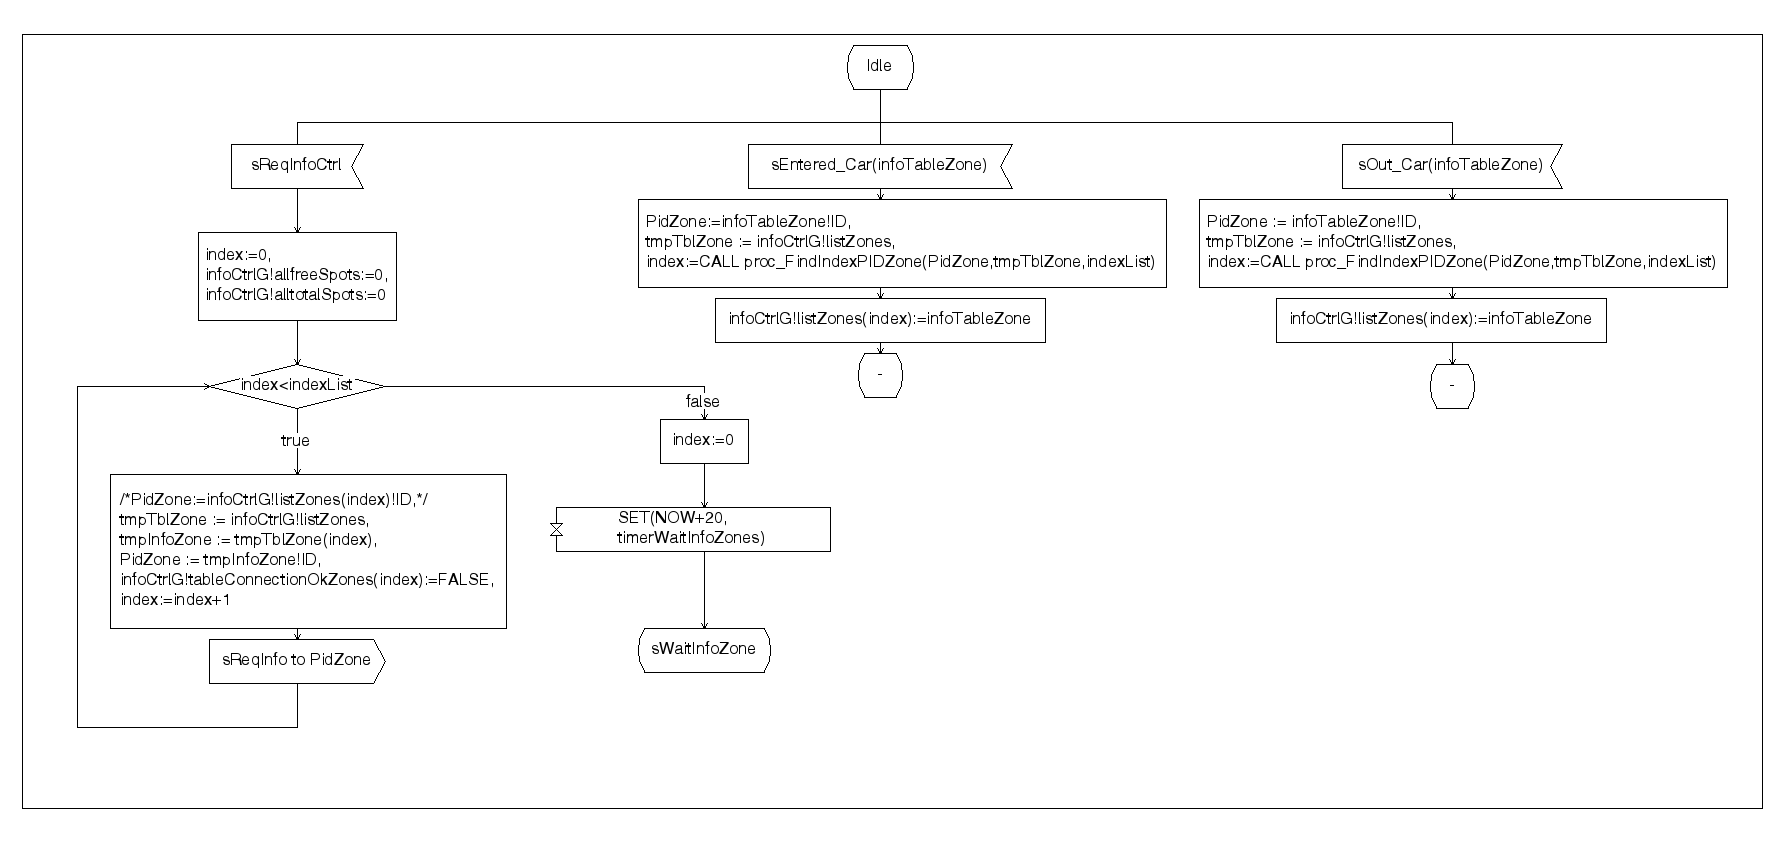 Idle
sReqInfoCtrl
sEntered_Car(infoTableZone)
sOut_Car(infoTableZone)
index:=0,
infoCtrlG!allfreeSpots:=0,
infoCtrlG!alltotalSpots:=0
PidZone:=infoTableZone!ID,
tmpTblZone := infoCtrlG!listZones,
index:=CALL proc_FindIndexPIDZone(PidZone,tmpTblZone,indexList)
PidZone := infoTableZone!ID,
tmpTblZone := infoCtrlG!listZones,
index:=CALL proc_FindIndexPIDZone(PidZone,tmpTblZone,indexList)
infoCtrlG!listZones(index):=infoTableZone
infoCtrlG!listZones(index):=infoTableZone
-
-
index<indexList
false
true
index:=0
/*PidZone:=infoCtrlG!listZones(index)!ID,*/
tmpTblZone := infoCtrlG!listZones,
tmpInfoZone := tmpTblZone(index),
PidZone := tmpInfoZone!ID,
infoCtrlG!tableConnectionOkZones(index):=FALSE,
index:=index+1
SET(NOW+20,
timerWaitInfoZones)
sReqInfo to PidZone
sWaitInfoZone